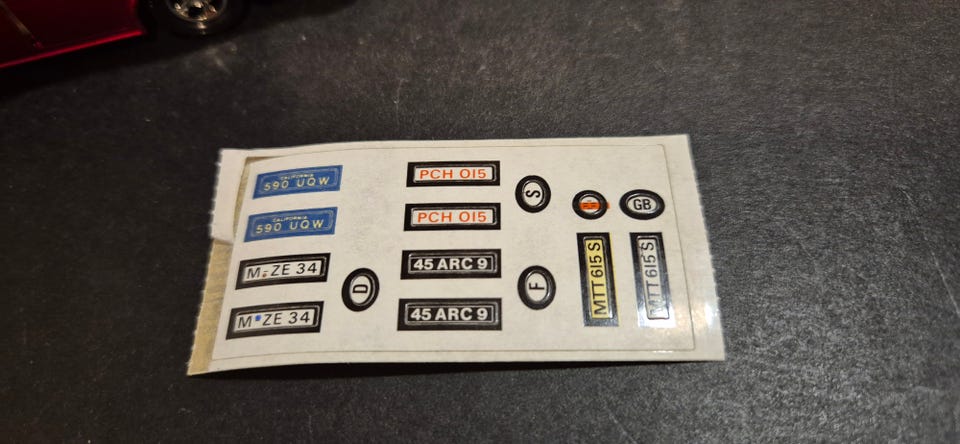 CALIFORNIA
590 UQW
CALIFORNIA
590 UQW
M ZE 34
M ZE 34
D
PCH 015
PCH 015
45 ARC 9
45 ARC 9
S
F
GB
MTT 615 S
MTT 615 S